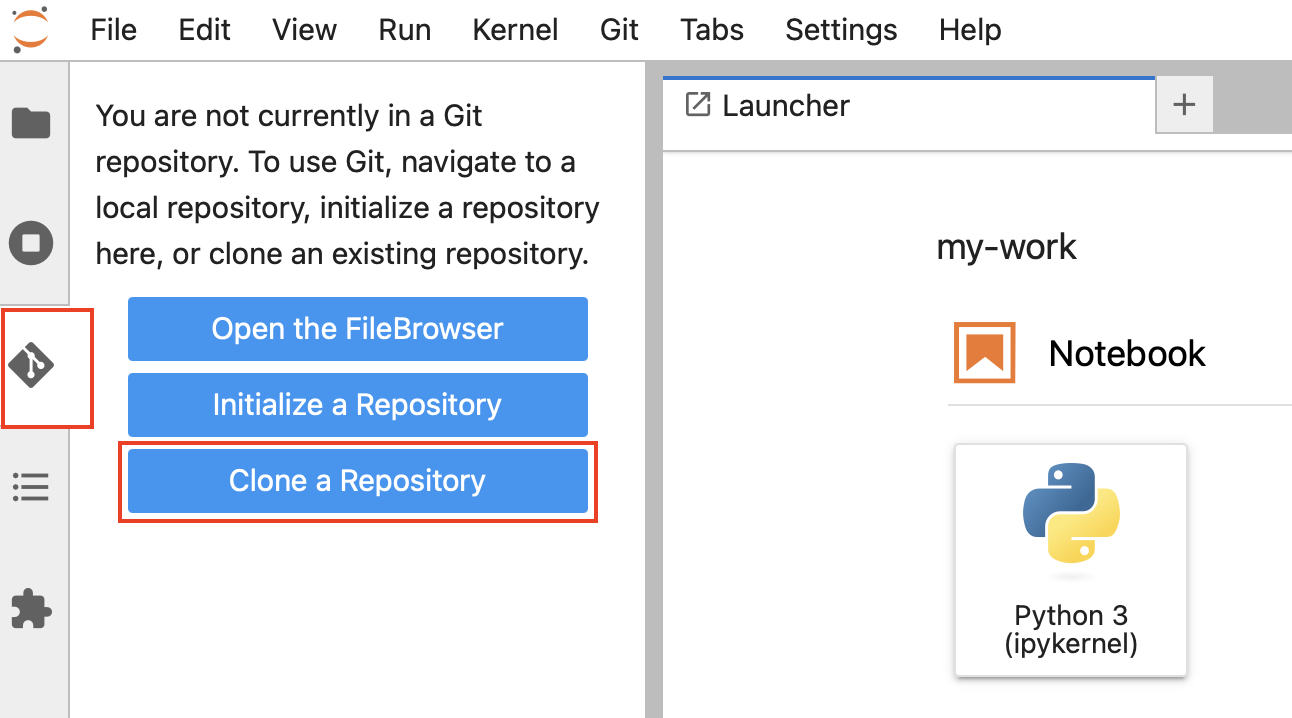 File Edit View Run Kernel Git Tabs Settings Help
You are not currently in a Git
repository. To use Git, navigate to a
local repository, initialize a repository
here, or clone an existing repository.
Open the FileBrowser
Initialize a Repository
Clone a Repository
Launcher
my-work
Notebook
Python 3
(ipykernel)